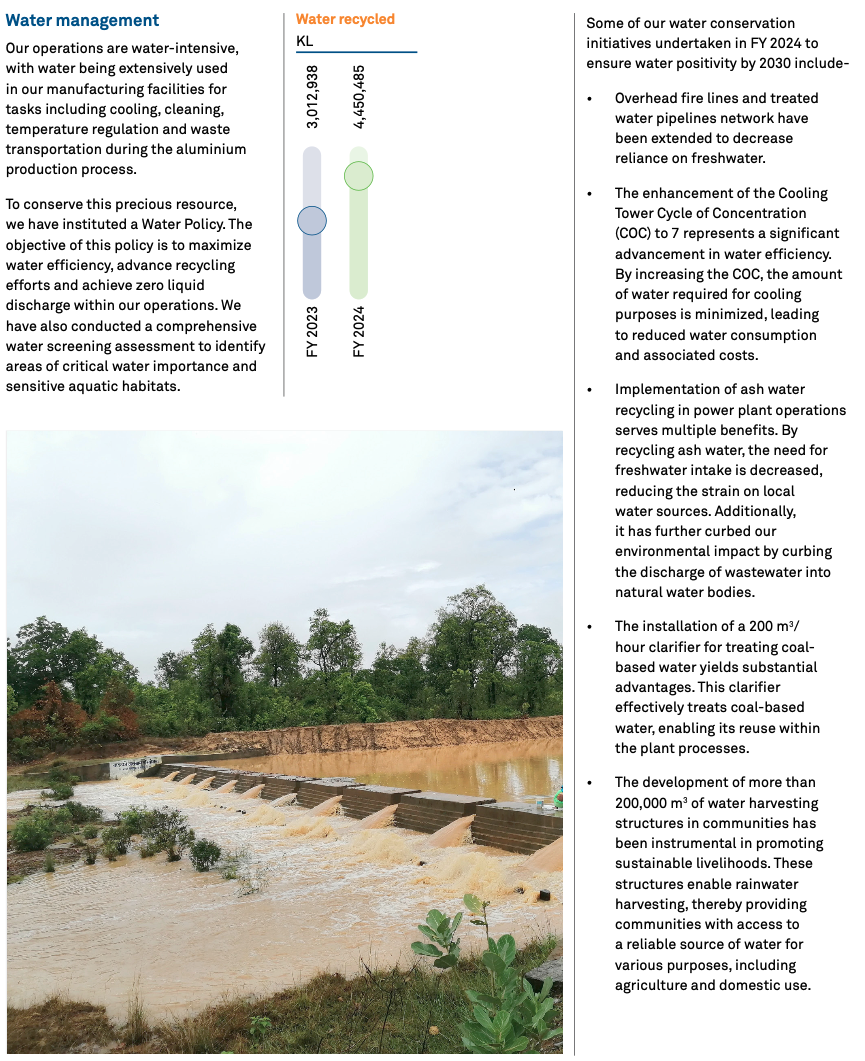 Water management
Our operations are water-intensive,
with water being extensively used
in our manufacturing facilities for
tasks including cooling, cleaning,
temperature regulation and waste
transportation during the aluminium
production process.
To conserve this precious resource,
we have instituted a Water Policy. The
objective of this policy is to maximize
water efficiency, advance recycling
efforts and achieve zero liquid
discharge within our operations. We
have also conducted a comprehensive
water screening assessment to identify
areas of critical water importance and
sensitive aquatic habitats.
Water recycled
KL
3,012,938
4,450,485
FY 2023
FY 2024
Some of our water conservation
initiatives undertaken in FY 2024 to
ensure water positivity by 2030 include-
• Overhead fire lines and treated
water pipelines network have
been extended to decrease
reliance on freshwater.
• The enhancement of the Cooling
Tower Cycle of Concentration
(COC) to 7 represents a significant
advancement in water efficiency.
By increasing the COC, the amount
of water required for cooling
purposes is minimized, leading
to reduced water consumption
and associated costs.
• Implementation of ash water
recycling in power plant operations
serves multiple benefits. By
recycling ash water, the need for
freshwater intake is decreased,
reducing the strain on local
water sources. Additionally,
it has further curbed our
environmental impact by curbing
the discharge of wastewater into
natural water bodies.
• The installation of a 200 m³/
hour clarifier for treating coal-
based water yields substantial
advantages. This clarifier
effectively treats coal-based
water, enabling its reuse within
the plant processes.
• The development of more than
200,000 m³ of water harvesting
structures in communities has
been instrumental in promoting
sustainable livelihoods. These
structures enable rainwater
harvesting, thereby providing
communities with access to
a reliable source of water for
various purposes, including
agriculture and domestic use.